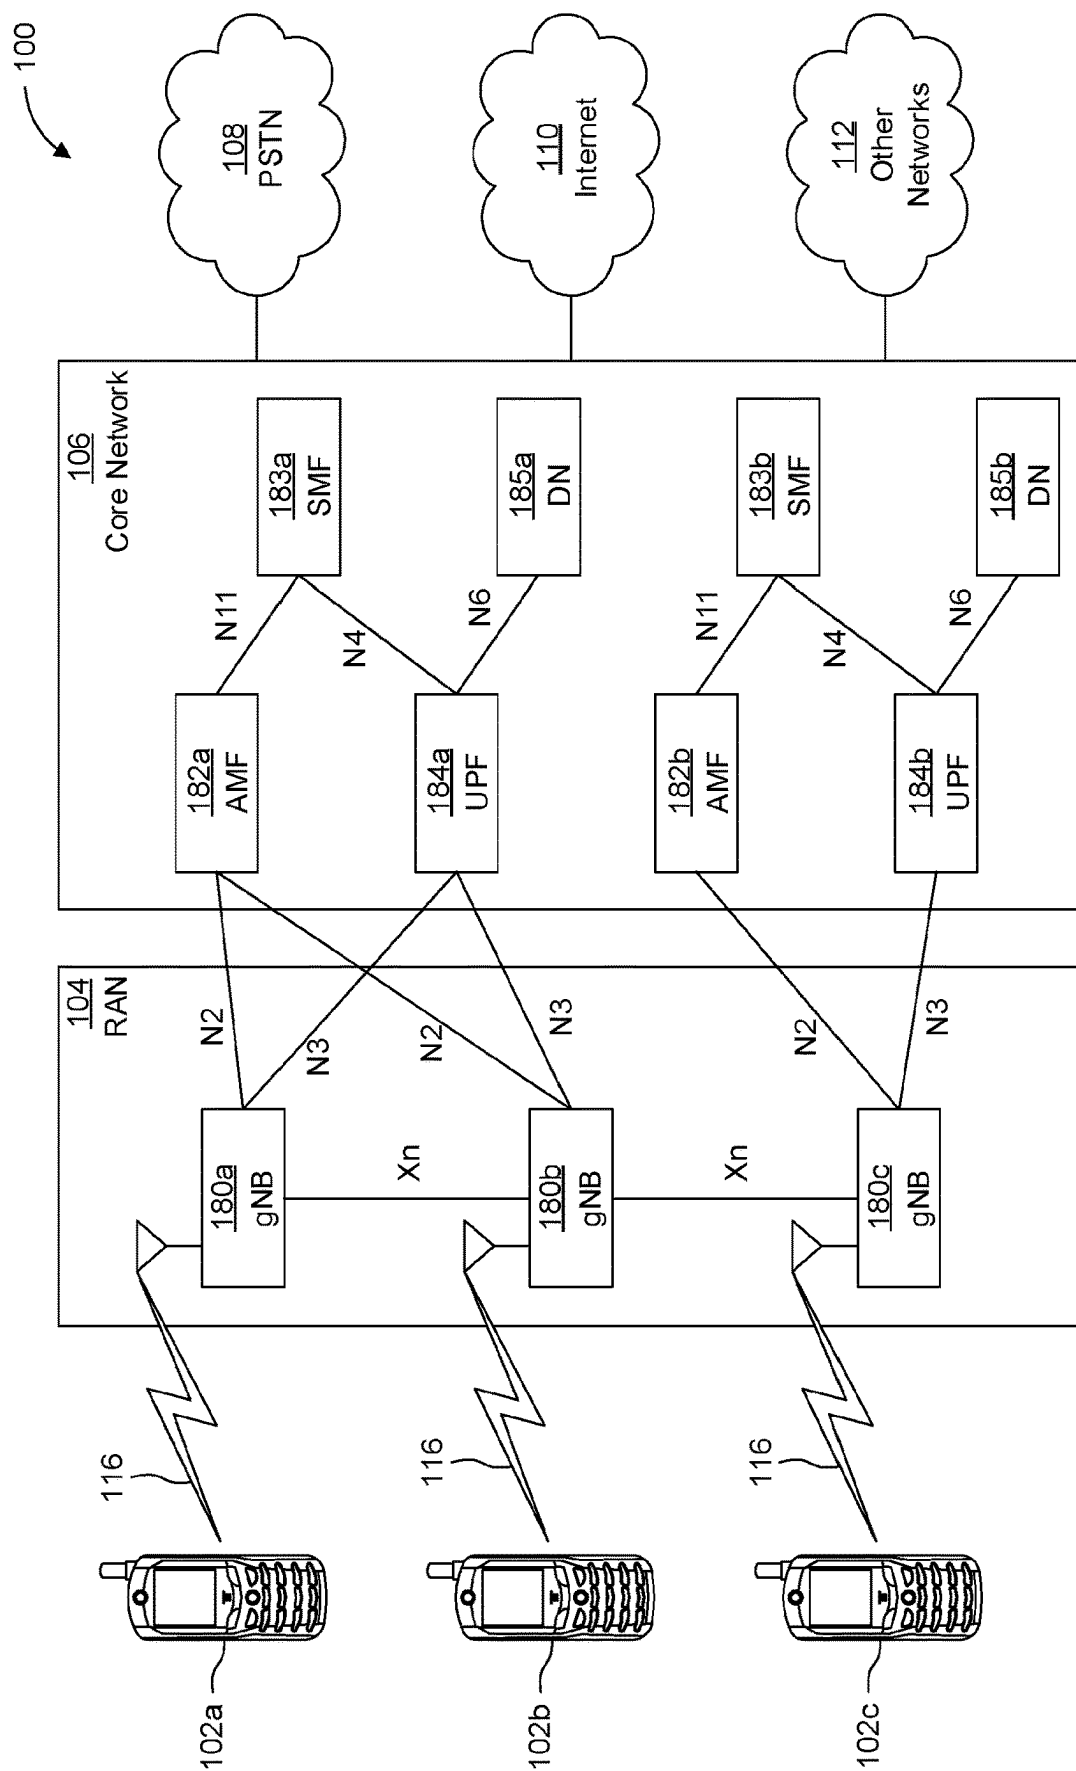 100
102a
102b
102c
116
116
116
104
RAN
180a
gNB
180b
gNB
180c
gNB
Xn
Xn
N2
N3
N2
N3
N2
N3
106
Core Network
182a
AMF
184a
UPF
182b
AMF
184b
UPF
N11
N4
N6
N11
N4
N6
183a
SMF
185a
DN
183b
SMF
185b
DN
108
PSTN
110
Internet
112
Other
Networks